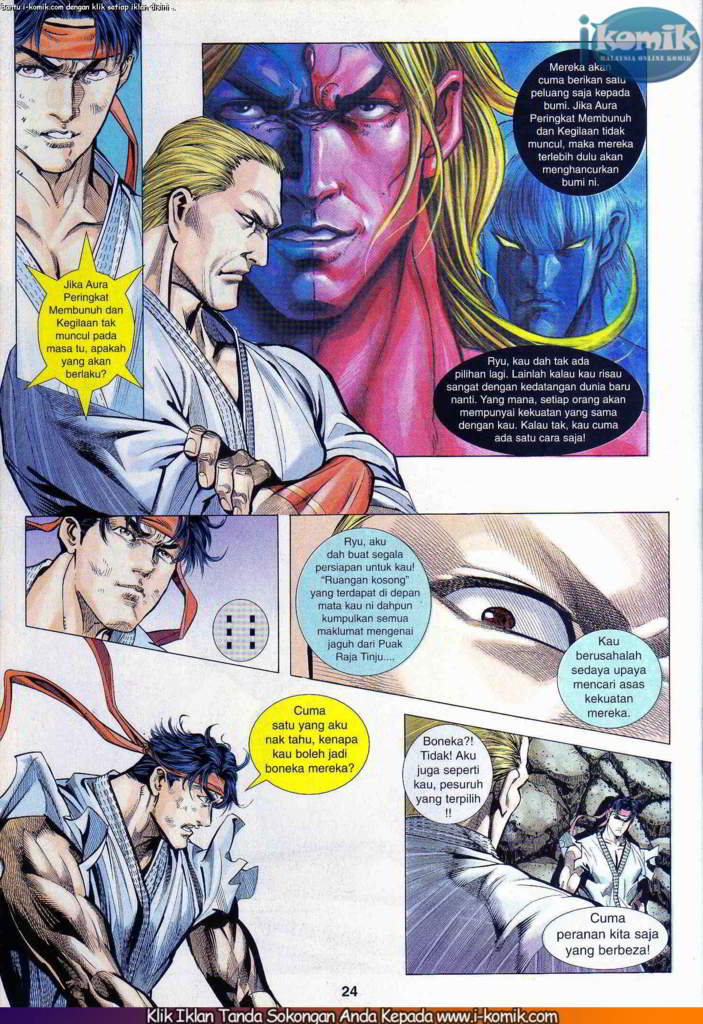 Bantu i-komik.com dengan klik setiap iklan disini -.
i komik
MALAYSIA ONLINE KOMIK
Mereka akan
cuma berikan satu
peluang saja kepada
bumi. Jika Aura
Peringkat Membunuh
dan Kegilaan tidak
muncul, maka mereka
terlebih dulu akan
menghancurkan
bumi ni.
Jika Aura
Peringkat
Membunuh dan
Kegilaan tak
muncul pada
masa tu, apakah
yang akan
berlaku?
Ryu, kau dah tak ada
pilihan lagi. Lainlah kalau kau risau
sangat dengan kedatangan dunia baru
nanti. Yang mana, setiap orang akan
mempunyai kekuatan yang sama
dengan kau. Kalau tak, kau cuma
ada satu cara saja!
Ryu, aku
dah buat segala
persiapan untuk kau!
"Ruangan kosong"
yang terdapat di depan
mata kau ni dahpun
kumpulkan semua
maklumat mengenai
jaguh dari Puak
Raja Tinju....
Kau
berusahalah
sedaya upaya
mencari asas
kekuatan
mereka.
Cuma
satu yang aku
nak tahu, kenapa
kau boleh jadi
boneka mereka?
Boneka?!
Tidak! Aku
juga seperti
kau, pesuruh
yang terpilih
!!
Cuma
peranan kita saja
yang berbeza!
24
Klik Iklan Tanda Sokongan Anda Kepada www.i-komik.com